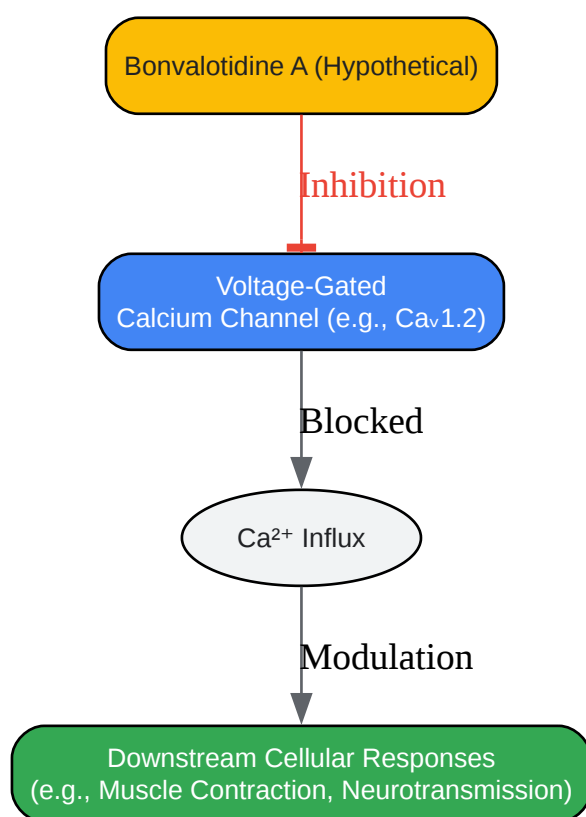 Bonvalotidine A (Hypothetical)
Inhibition
Voltage-Gated
Calcium Channel (e.g., Caᵥ1.2)
Blocked
Ca²⁺ Influx
Modulation
Downstream Cellular Responses
(e.g., Muscle Contraction, Neurotransmission)